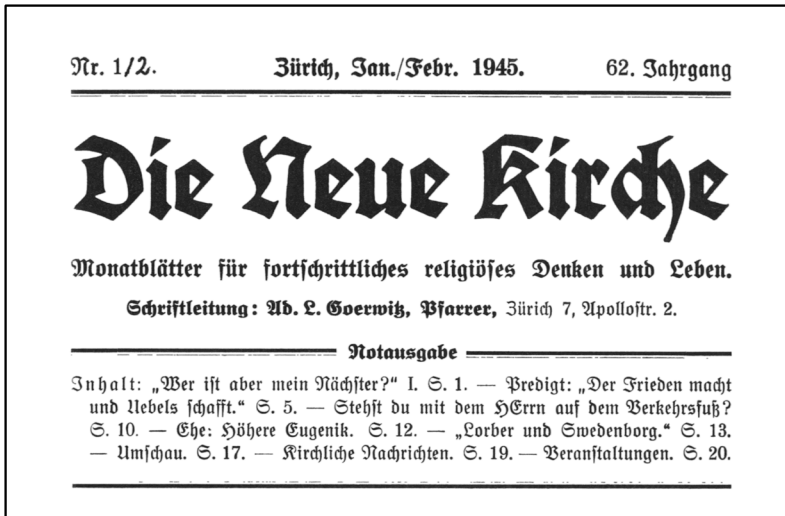 Nr. 1/2. Zürich, Jan./Febr. 1945. 62. Jahrgang
Die Neue Kirche
Monatblätter für fortschrittliches religiöses Denken und Leben.
Schriftleitung: Ad. L. Goerwitz, Pfarrer, Zürich 7, Apollostr. 2.
Notausgabe
Inhalt: „Wer ist aber mein Nächster?“ I. S. 1. — Predigt: „Der Frieden macht
und Uebels schafft.“ S. 5. — Stehst du mit dem HErrn auf dem Verkehrsfuß?
S. 10. — Ehe: Höhere Eugenik. S. 12. — „Lorber und Swedenborg.“ S. 13.
— Umschau. S. 17. — Kirchliche Nachrichten. S. 19. — Veranstaltungen. S. 20.